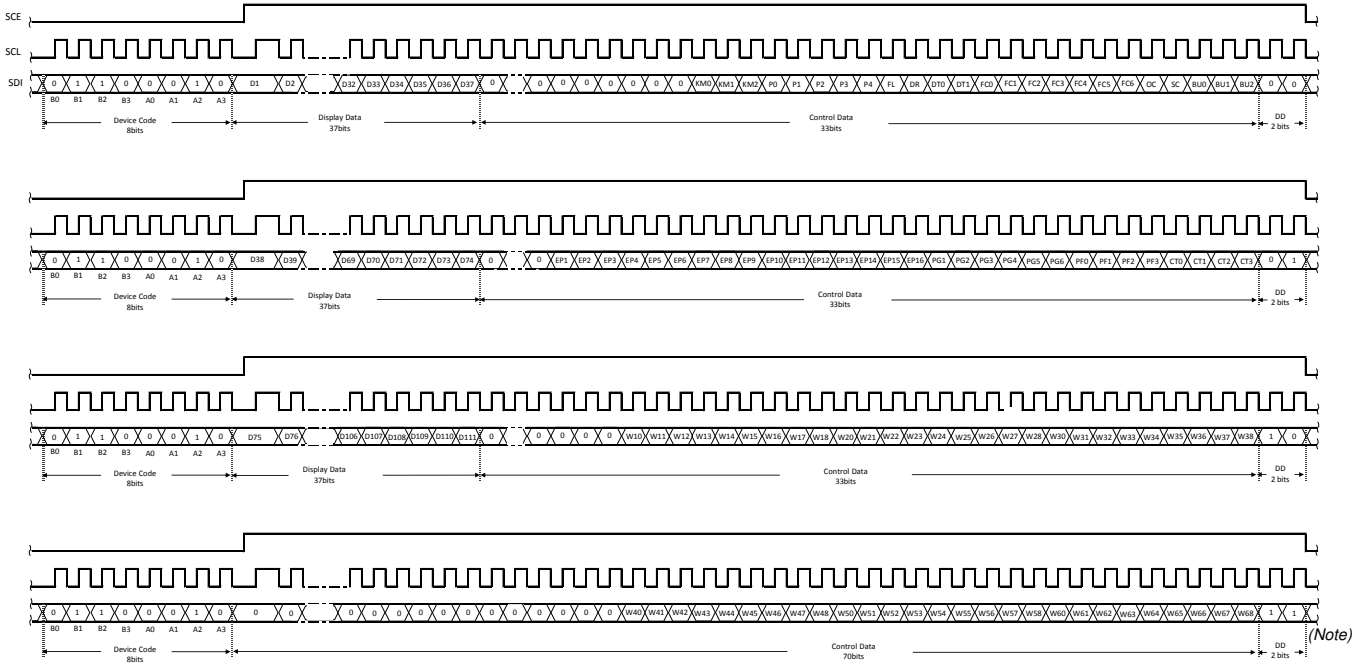 SCE
SCL
SDI 0 1 1 0 0 0 1 0 D1 D2 D32 D33 D34 D35 D36 D37 0 0 0 0 0 0 0 0 KM0 KM1 KM2 P0 P1 P2 P3 P4 FL DR DT0 DT1 FC0 FC1 FC2 FC3 FC4 FC5 FC6 OC SC BU0 BU1 BU2 0 0
B0 B1 B2 B3 A0 A1 A2 A3
Device Code Display Data Control Data DD
8bits 37bits 33bits 2 bits
0 1 1 0 0 0 1 0 D38 D39 D69 D70 D71 D72 D73 D74 0 0 EP1 EP2 EP3 EP4 EP5 EP6 EP7 EP8 EP9 EP10 EP11 EP12 EP13 EP14 EP15 EP16 PG1 PG2 PG3 PG4 PG5 PG6 PF0 PF1 PF2 PF3 CT0 CT1 CT2 CT3 0 1
B0 B1 B2 B3 A0 A1 A2 A3
Device Code Display Data Control Data DD
8bits 37bits 33bits 2 bits
0 1 1 0 0 0 1 0 D75 D76 D106 D107 D108 D109 D110 D111 0 0 0 0 0 W10 W11 W12 W13 W14 W15 W16 W17 W18 W20 W21 W22 W23 W24 W25 W26 W27 W28 W30 W31 W32 W33 W34 W35 W36 W37 W38 1 0
B0 B1 B2 B3 A0 A1 A2 A3
Device Code Display Data Control Data DD
8bits 37bits 33bits 2 bits
0 1 1 0 0 0 1 0 0 0 0 0 0 0 0 0 0 0 0 0 0 0 W40 W41 W42 W43 W44 W45 W46 W47 W48 W50 W51 W52 W53 W54 W55 W56 W57 W58 W60 W61 W62 W63 W64 W65 W66 W67 W68 1 1
(Note)
B0 B1 B2 B3 A0 A1 A2 A3
Device Code Control Data DD
8bits 70bits 2 bits